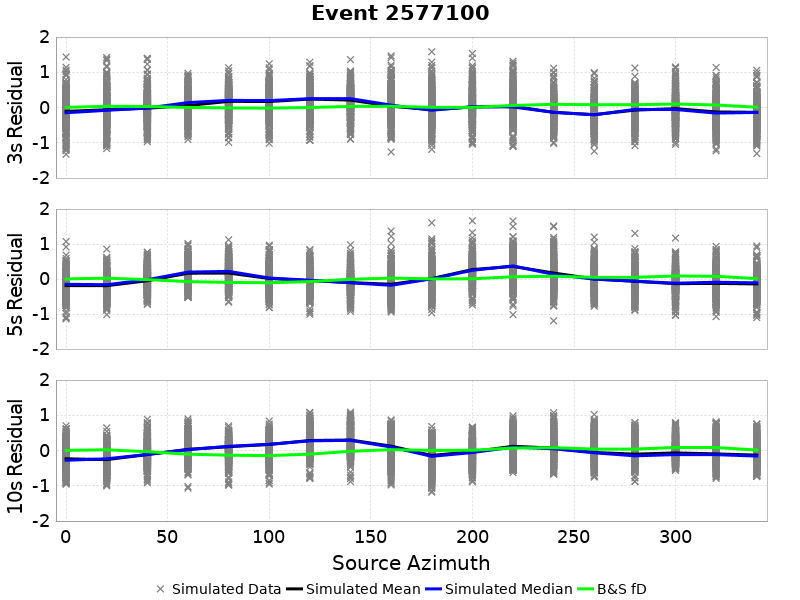 Event 2577100
3s Residual
2
1
0
-1
-2
5s Residual
2
1
0
-1
-2
10s Residual
2
1
0
-1
-2
0 50 100 150 200 250 300
Source Azimuth
Simulated Data Simulated Mean Simulated Median B&S fD